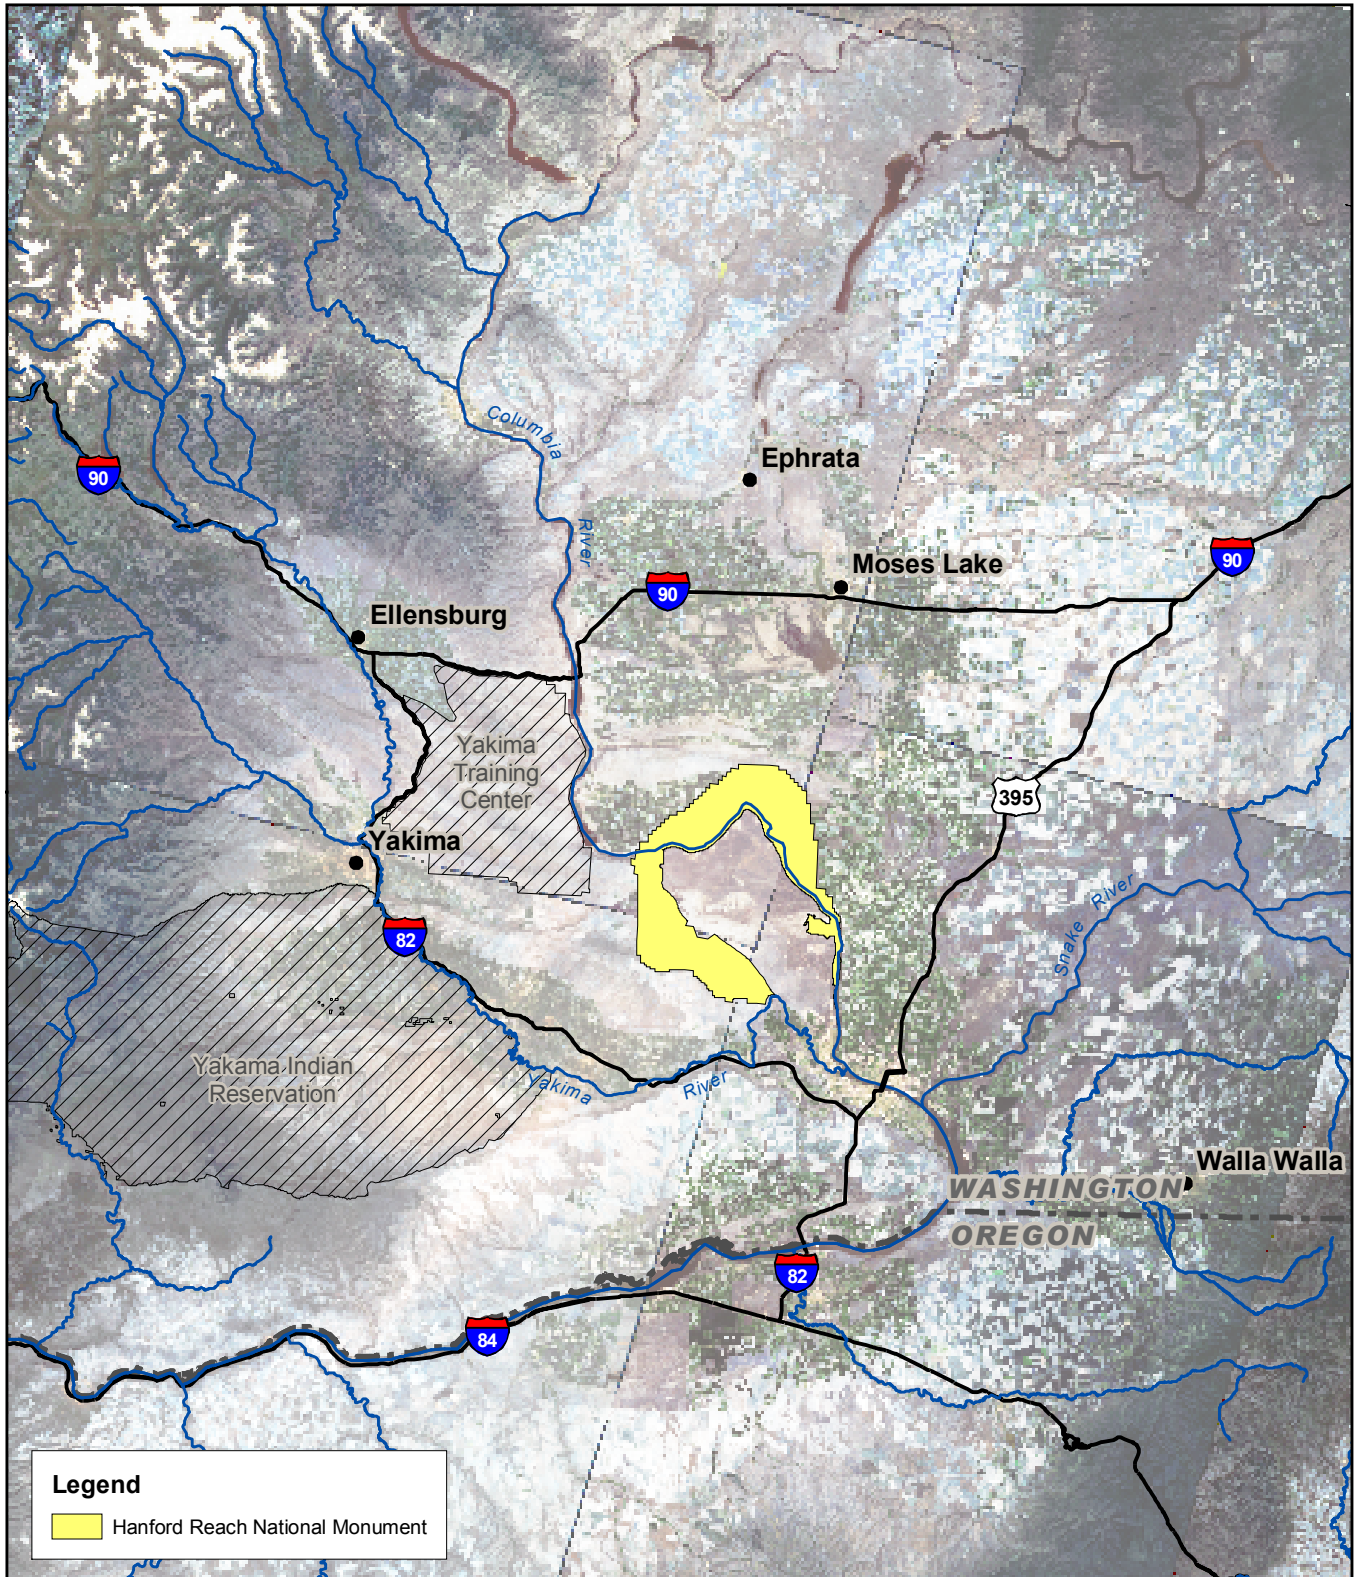 Columbia
River
Ephrata
90
Moses Lake
90
90
Ellensburg
Yakima
Training
Center
395
Yakima
Snake River
82
Yakama Indian
Reservation
Yakima
River
Walla Walla
WASHINGTON
OREGON
82
84
Legend
Hanford Reach National Monument